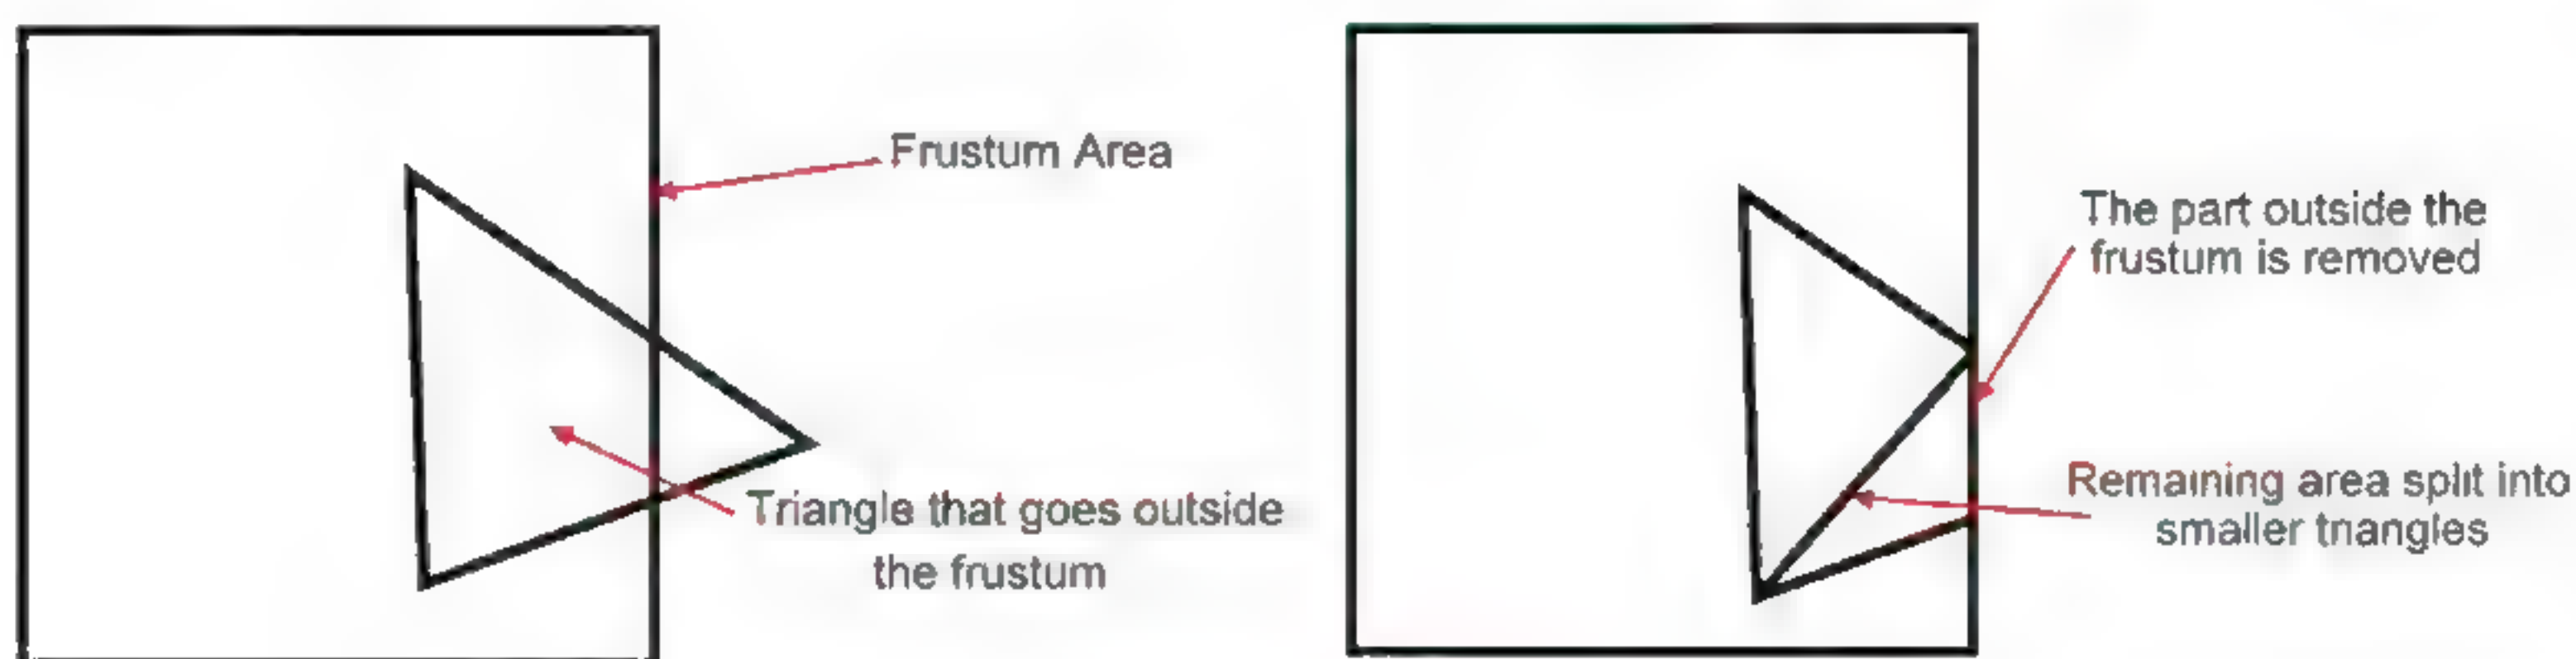 Frustum Area
Triangle that goes outside
the frustum
The part outside the
frustum is removed
Remaining area split into
smaller triangles